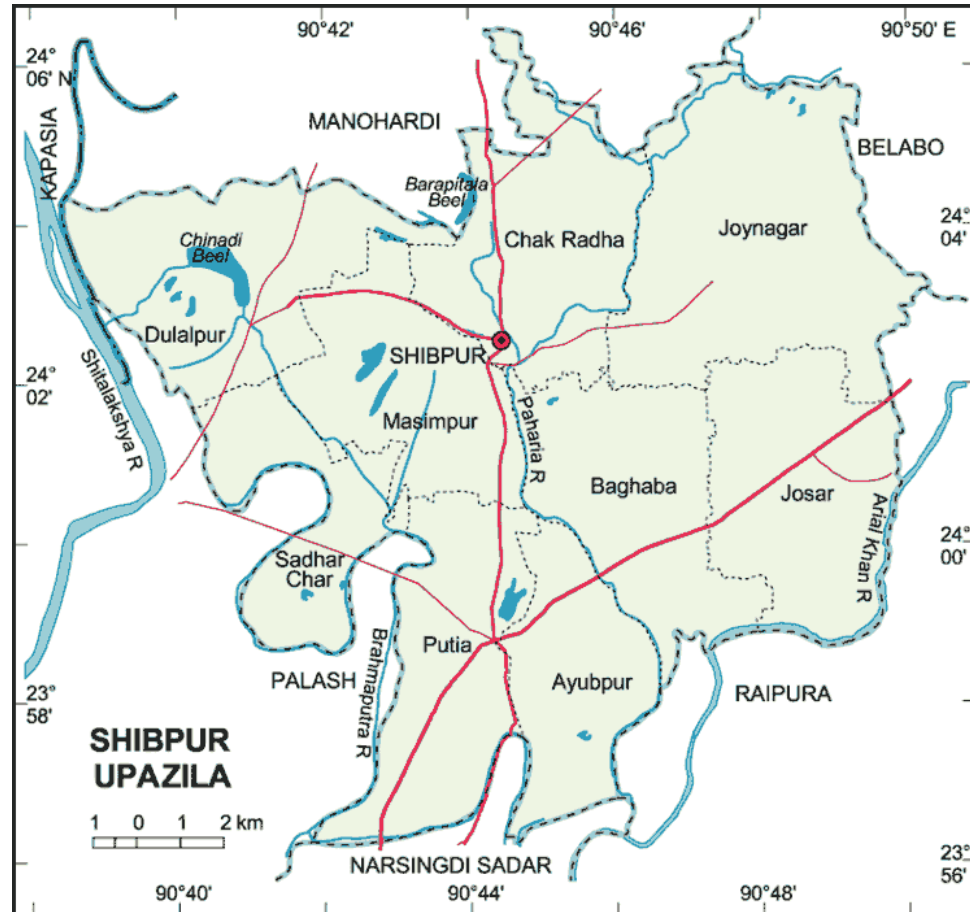 90°42'
90°46'
90°50' E
24°
06' N
KAPASIA
MANOHARDI
BELABO
Barapitala
Beel
24°
04'
Chak Radha
Joynagar
Chinadi
Beel
Dulalpur
SHIBPUR
Shitalakshya R
24°
02'
Masimpur
Paharia R
Baghaba
Josar
Arial Khan R
24°
00'
Sadhar
Char
Putia
Brahmaputra R
PALASH
Ayubpur
RAIPURA
23°
58'
SHIBPUR
UPAZILA
1 0 1 2 km
NARSINGDI SADAR
23°
56'
90°40'
90°44'
90°48'